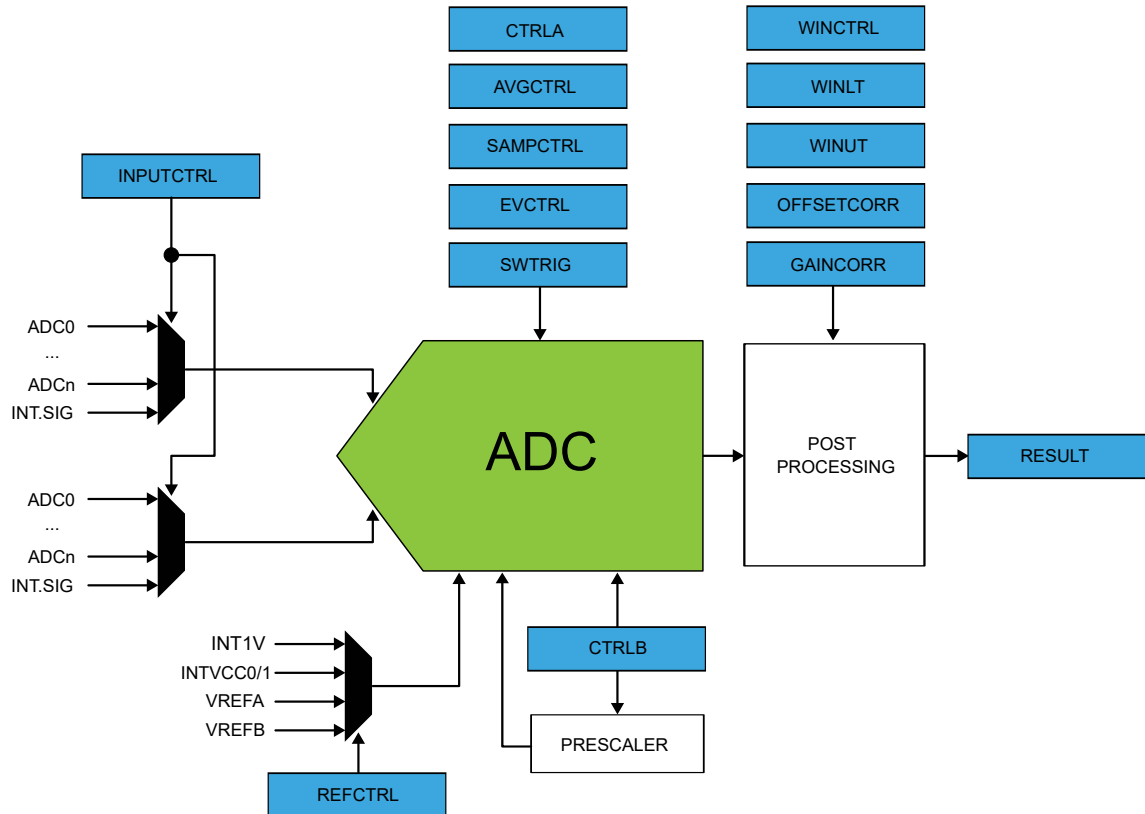 CTRLA
WINCTRL
AVGCTRL
WINLT
SAMPCTRL
WINUT
INPUTCTRL
EVCTRL
OFFSETCORR
SWTRIG
GAINCORR
ADC0
...
ADCn
INT.SIG
ADC
POST
PROCESSING
RESULT
ADC0
...
ADCn
INT.SIG
INT1V
INTVCC0/1
VREFA
VREFB
CTRLB
PRESCALER
REFCTRL